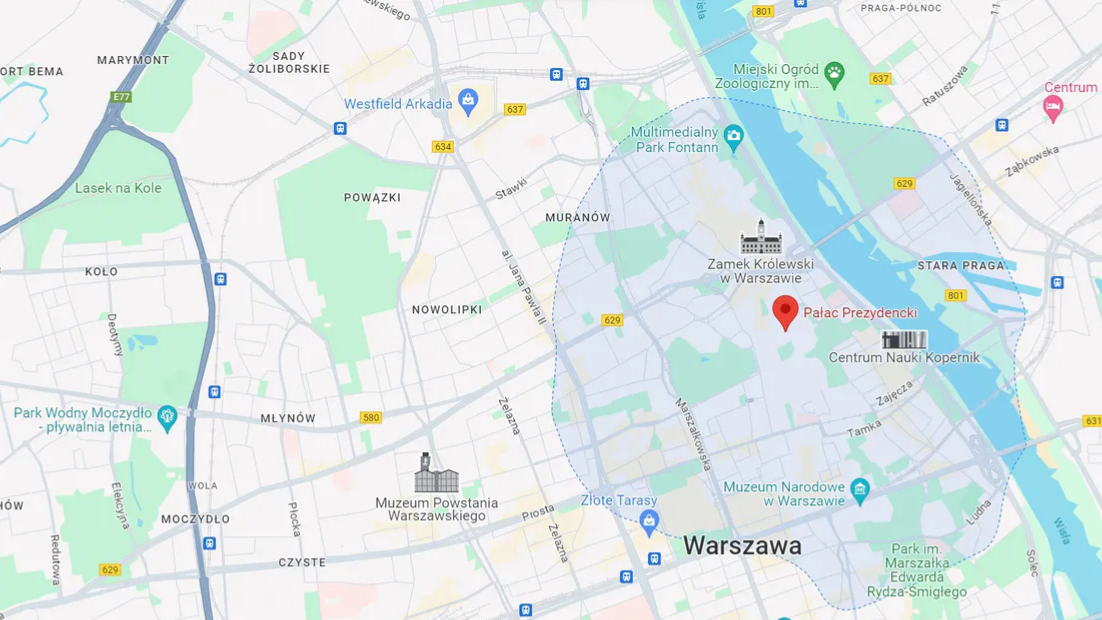 ewskiego
Wisła
801
PRAGA-PÓŁNOC
MARYMONT
SADY
ŻOLIBORSKIE
ORT BEMA
Miejski Ogród
Zoologiczny im...
637
Ratuszowa
E77
Westfield Arkadia
637
Centrum
634
Multimedialny
Park Fontann
Ząbkowska
Lasek na Kole
POWĄZKI
Stawki
629
Jagiellońska
MURANÓW
KOŁO
al. Jana Pawła II
Zamek Królewski
w Warszawie
STARA PRAGA
801
NOWOLIPKI
629
Pałac Prezydencki
Deotymy
Centrum Nauki Kopernik
Zajęcza
Park Wodny Moczydło
- pływalnia letnia...
MŁYNÓW
580
Żelazna
Marszałkowska
Tamka
631
WOLA
Muzeum Powstania
Warszawskiego
Złote Tarasy
Muzeum Narodowe
w Warszawie
HÓW
Elekcyjna
MOCZYDŁO
Płocka
Prosta
Ludna
Wisła
Redutowa
629
CZYSTE
Żelazna
Warszawa
Park im.
Marszałka
Edwarda
Rydza-Śmigłego
Solec